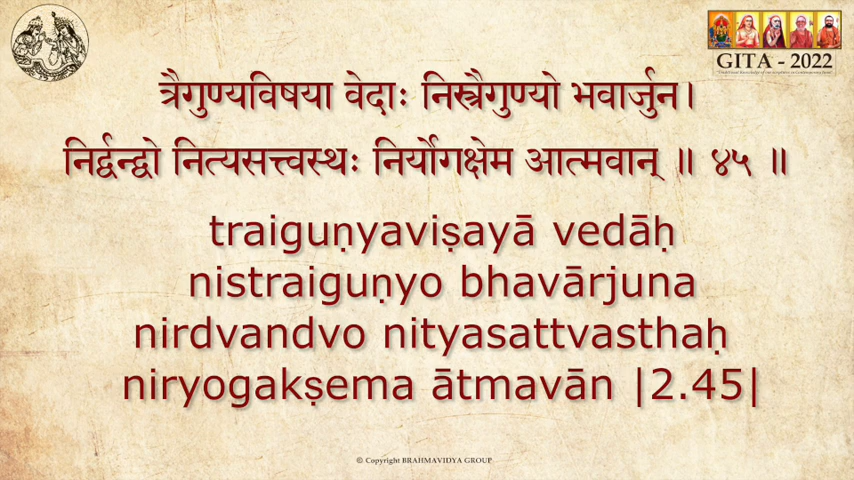 GITA - 2022
त्रैगुण्यविषया वेदाः निस्त्रैगुण्यो भवार्जुन।
निर्द्वन्द्वो नित्यसत्त्वस्थः निर्योगक्षेम आत्मवान् ॥ ४५ ॥
traiguṇyaviṣayā vedāḥ
nistraiguṇyo bhavārjuna
nirdvandvo nityasattvasthaḥ
niryogakṣema ātmavān |2.45|
© Copyright BRAHMAVIDYA GROUP